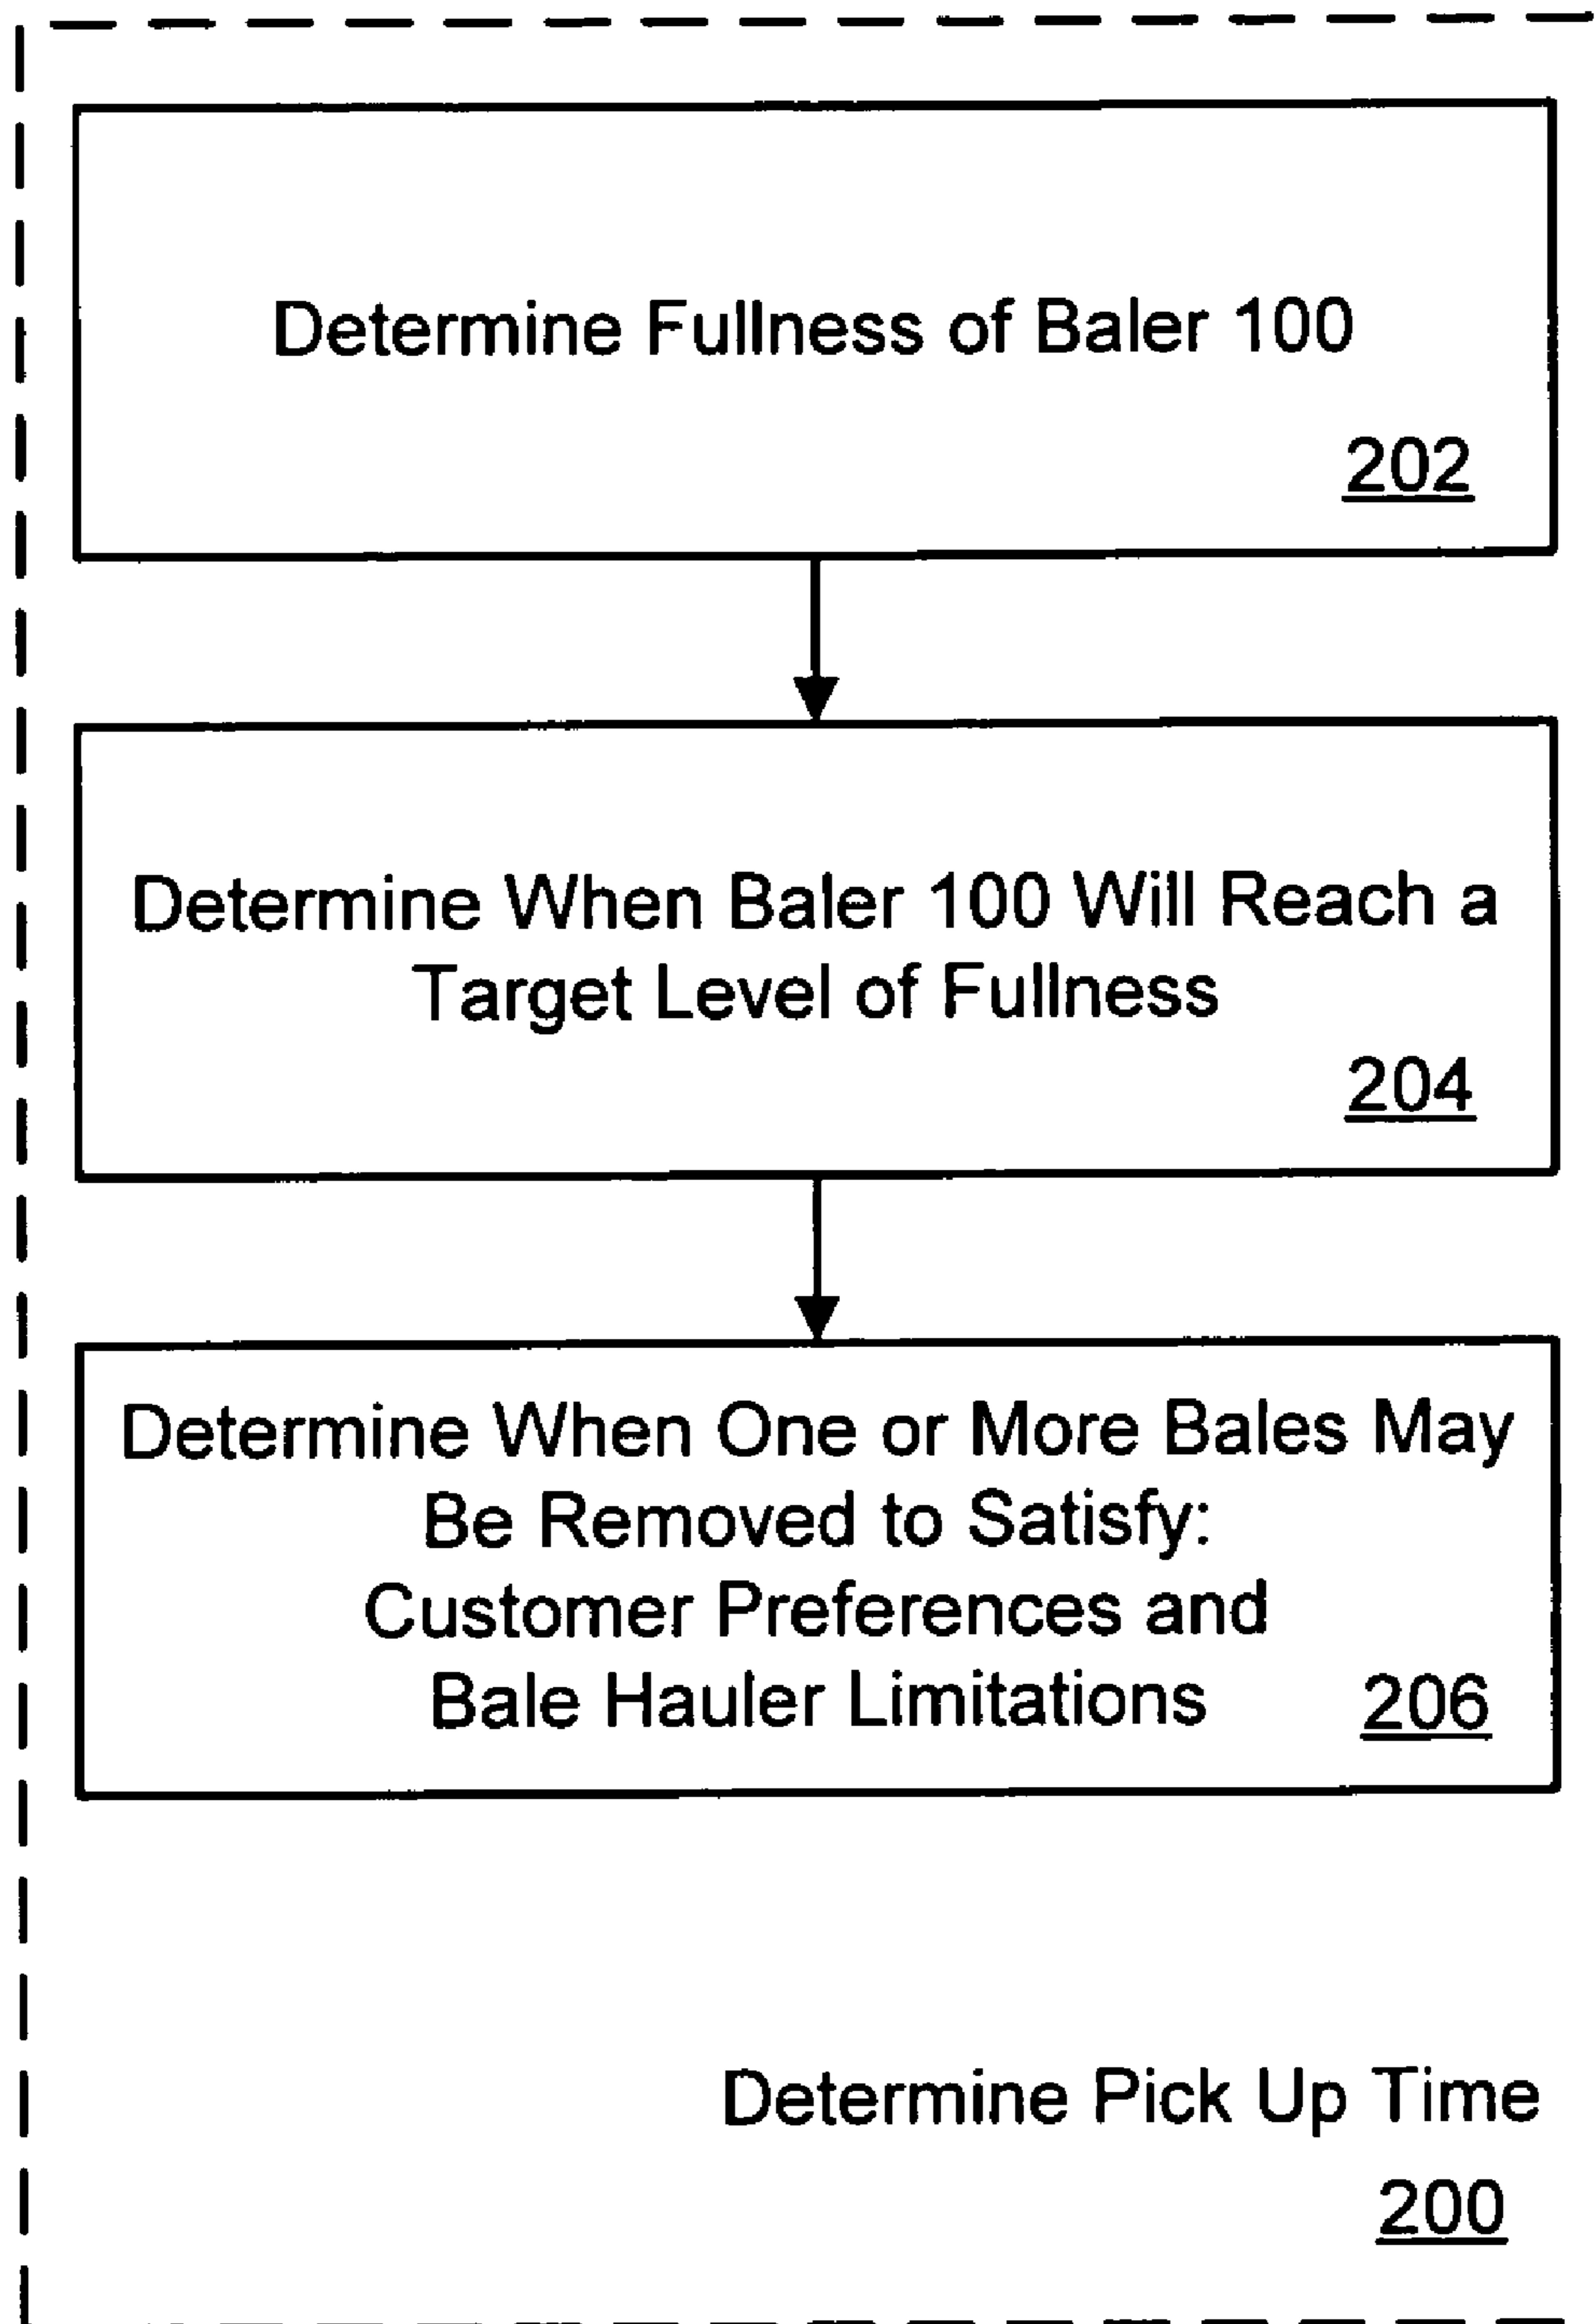 Determine Fullness of Baler 100
202
Determine When Baler 100 Will Reach a
Target Level of Fullness
204
Determine When One or More Bales May
Be Removed to Satisfy:
Customer Preferences and
Bale Hauler Limitations 206
Determine Pick Up Time
200